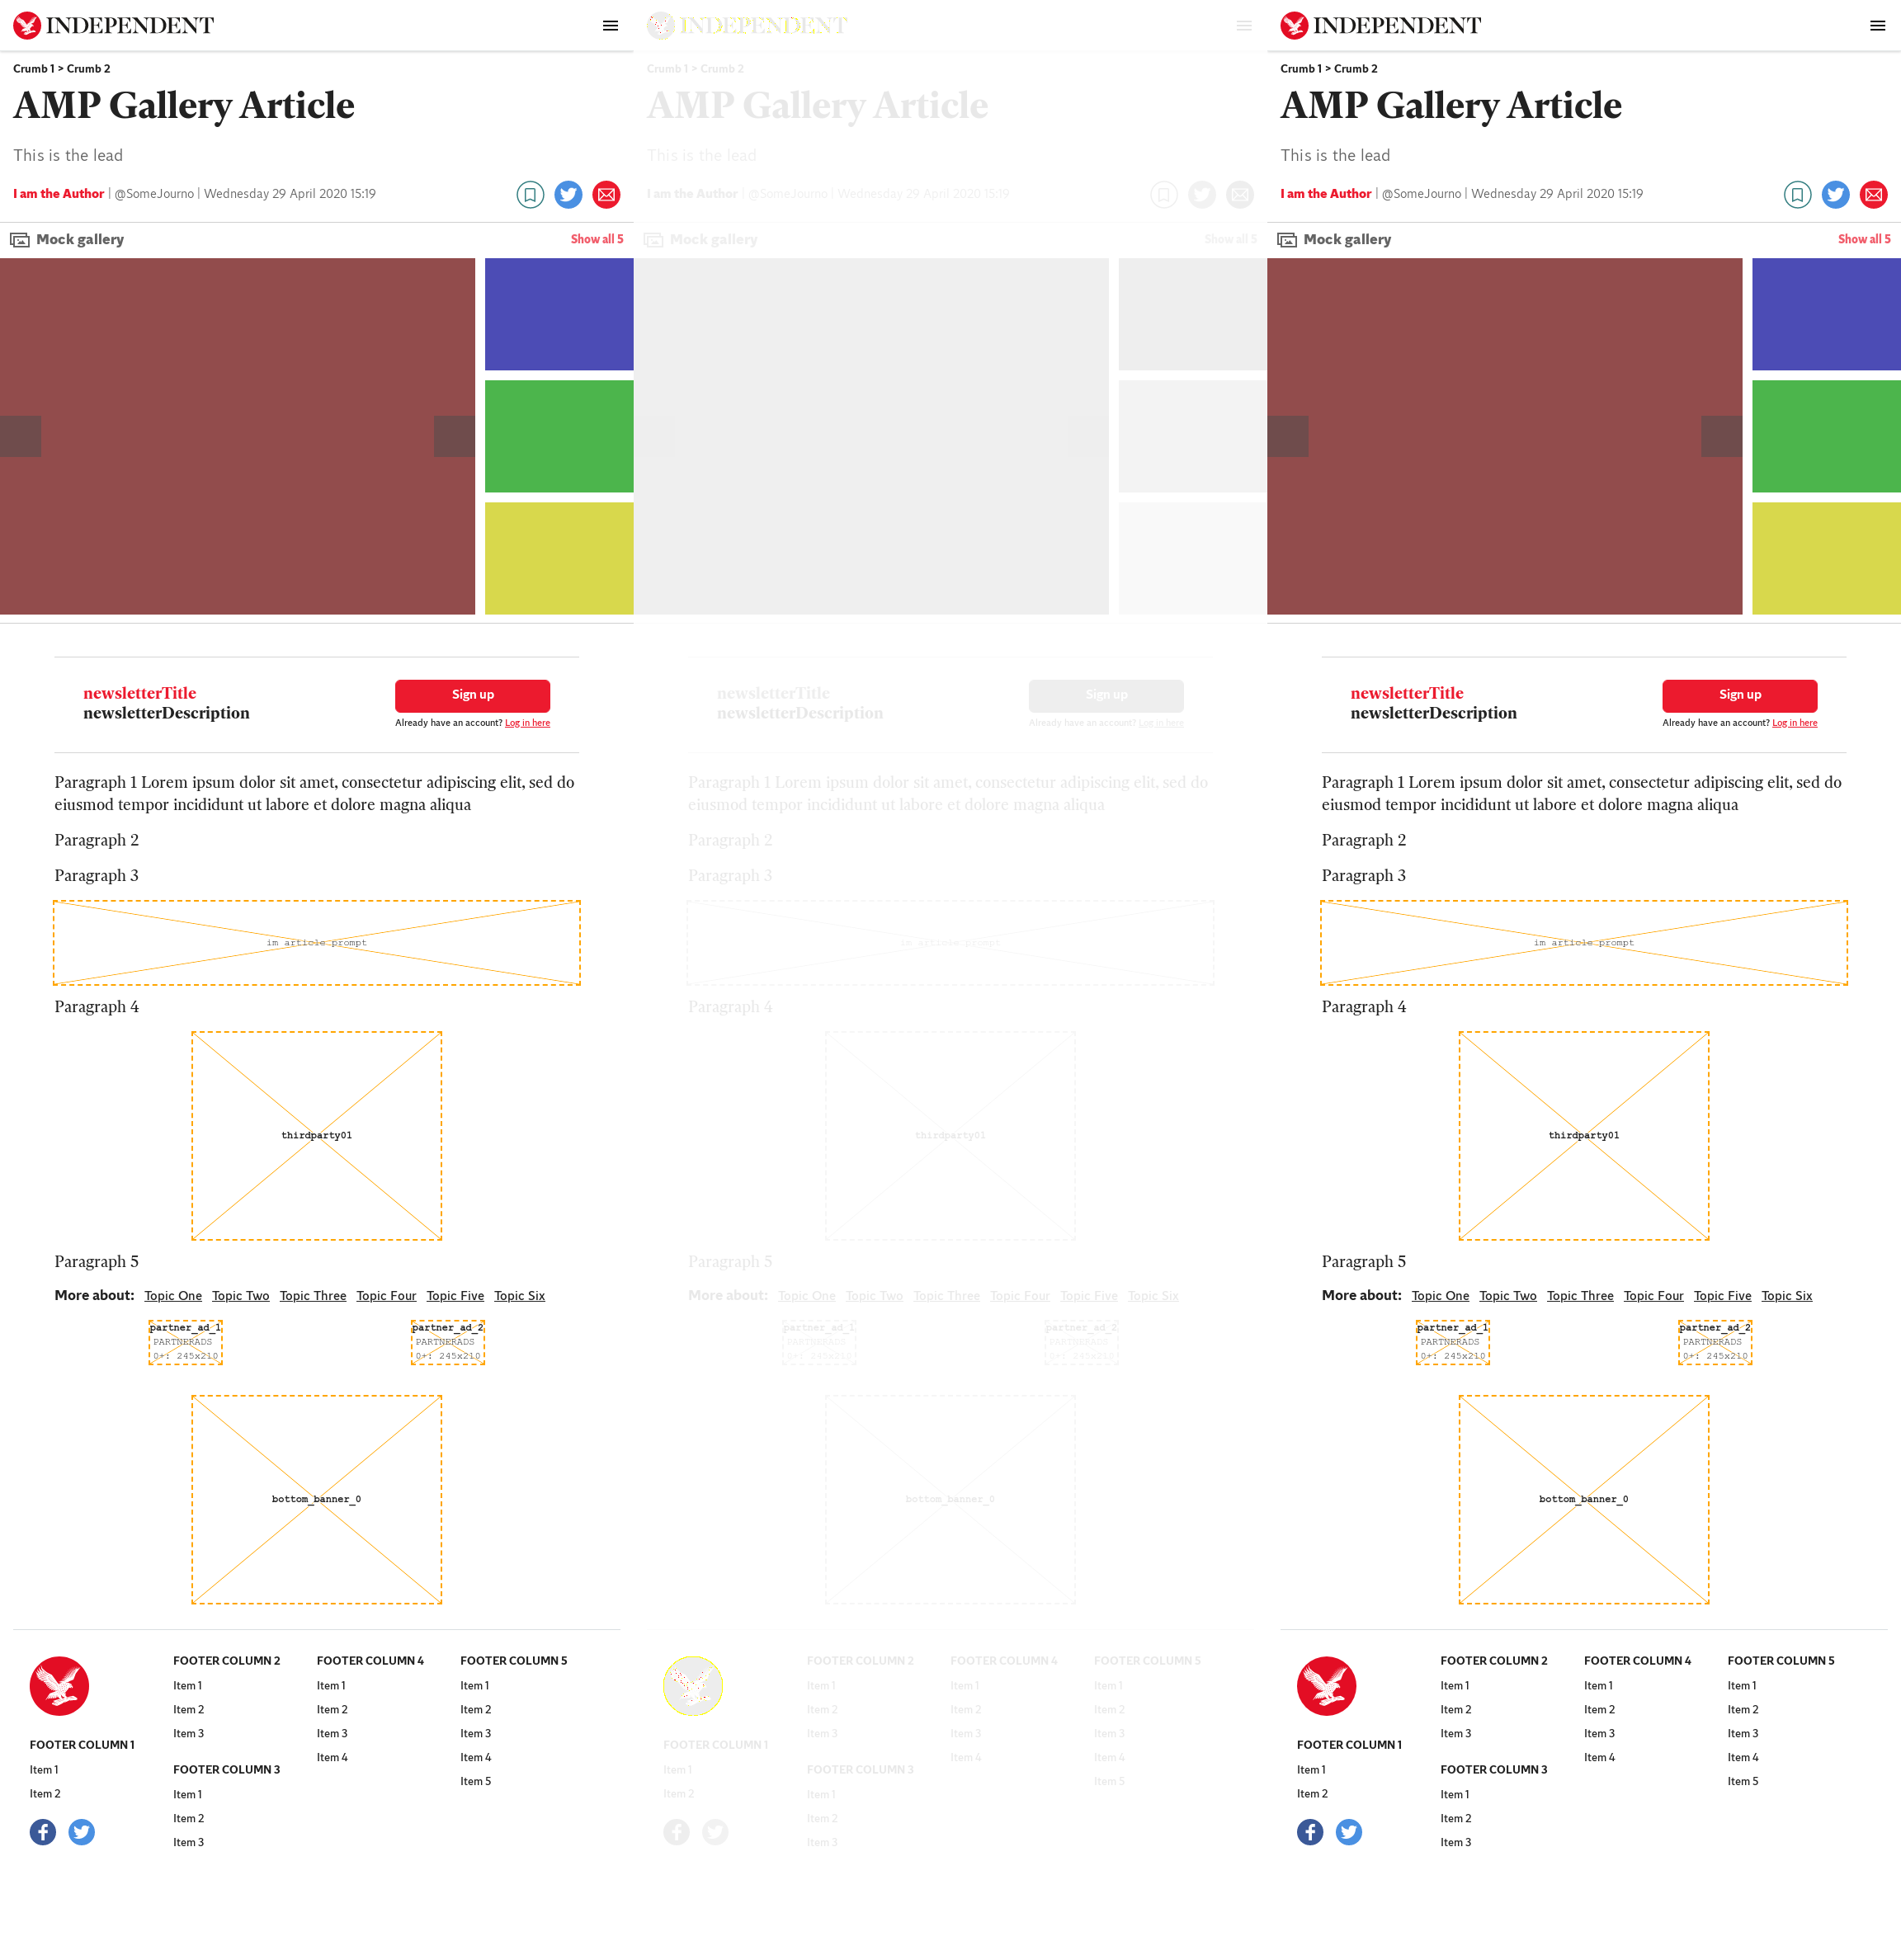 INDEPENDENT
Crumb 1 > Crumb 2
AMP Gallery Article
This is the lead
I am the Author | @SomeJourno | Wednesday 29 April 2020 15:19
Mock gallery
Show all 5
newsletterTitle
newsletterDescription
Sign up
Already have an account? Log in here
Paragraph 1 Lorem ipsum dolor sit amet, consectetur adipiscing elit, sed do
eiusmod tempor incididunt ut labore et dolore magna aliqua
Paragraph 2
Paragraph 3
im article prompt
Paragraph 4
thirdparty01
Paragraph 5
More about: Topic One Topic Two Topic Three Topic Four Topic Five Topic Six
partner_ad_1
PARTNERADS
0+: 245x210
partner_ad_2
PARTNERADS
0+: 245x210
bottom_banner_0
FOOTER COLUMN 1
Item 1
Item 2
FOOTER COLUMN 2
Item 1
Item 2
Item 3
FOOTER COLUMN 3
Item 1
Item 2
Item 3
FOOTER COLUMN 4
Item 1
Item 2
Item 3
Item 4
FOOTER COLUMN 5
Item 1
Item 2
Item 3
Item 4
Item 5
INDEPENDENT
Crumb 1 > Crumb 2
AMP Gallery Article
This is the lead
I am the Author | @SomeJourno | Wednesday 29 April 2020 15:19
Mock gallery
Show all 5
newsletterTitle
newsletterDescription
Sign up
Already have an account? Log in here
Paragraph 1 Lorem ipsum dolor sit amet, consectetur adipiscing elit, sed do
eiusmod tempor incididunt ut labore et dolore magna aliqua
Paragraph 2
Paragraph 3
im article prompt
Paragraph 4
thirdparty01
Paragraph 5
More about: Topic One Topic Two Topic Three Topic Four Topic Five Topic Six
partner_ad_1
PARTNERADS
0+: 245x210
partner_ad_2
PARTNERADS
0+: 245x210
bottom_banner_0
FOOTER COLUMN 1
Item 1
Item 2
FOOTER COLUMN 2
Item 1
Item 2
Item 3
FOOTER COLUMN 3
Item 1
Item 2
Item 3
FOOTER COLUMN 4
Item 1
Item 2
Item 3
Item 4
FOOTER COLUMN 5
Item 1
Item 2
Item 3
Item 4
Item 5
INDEPENDENT
Crumb 1 > Crumb 2
AMP Gallery Article
This is the lead
I am the Author | @SomeJourno | Wednesday 29 April 2020 15:19
Mock gallery
Show all 5
newsletterTitle
newsletterDescription
Sign up
Already have an account? Log in here
Paragraph 1 Lorem ipsum dolor sit amet, consectetur adipiscing elit, sed do
eiusmod tempor incididunt ut labore et dolore magna aliqua
Paragraph 2
Paragraph 3
im article prompt
Paragraph 4
thirdparty01
Paragraph 5
More about: Topic One Topic Two Topic Three Topic Four Topic Five Topic Six
partner_ad_1
PARTNERADS
0+: 245x210
partner_ad_2
PARTNERADS
0+: 245x210
bottom_banner_0
FOOTER COLUMN 1
Item 1
Item 2
FOOTER COLUMN 2
Item 1
Item 2
Item 3
FOOTER COLUMN 3
Item 1
Item 2
Item 3
FOOTER COLUMN 4
Item 1
Item 2
Item 3
Item 4
FOOTER COLUMN 5
Item 1
Item 2
Item 3
Item 4
Item 5